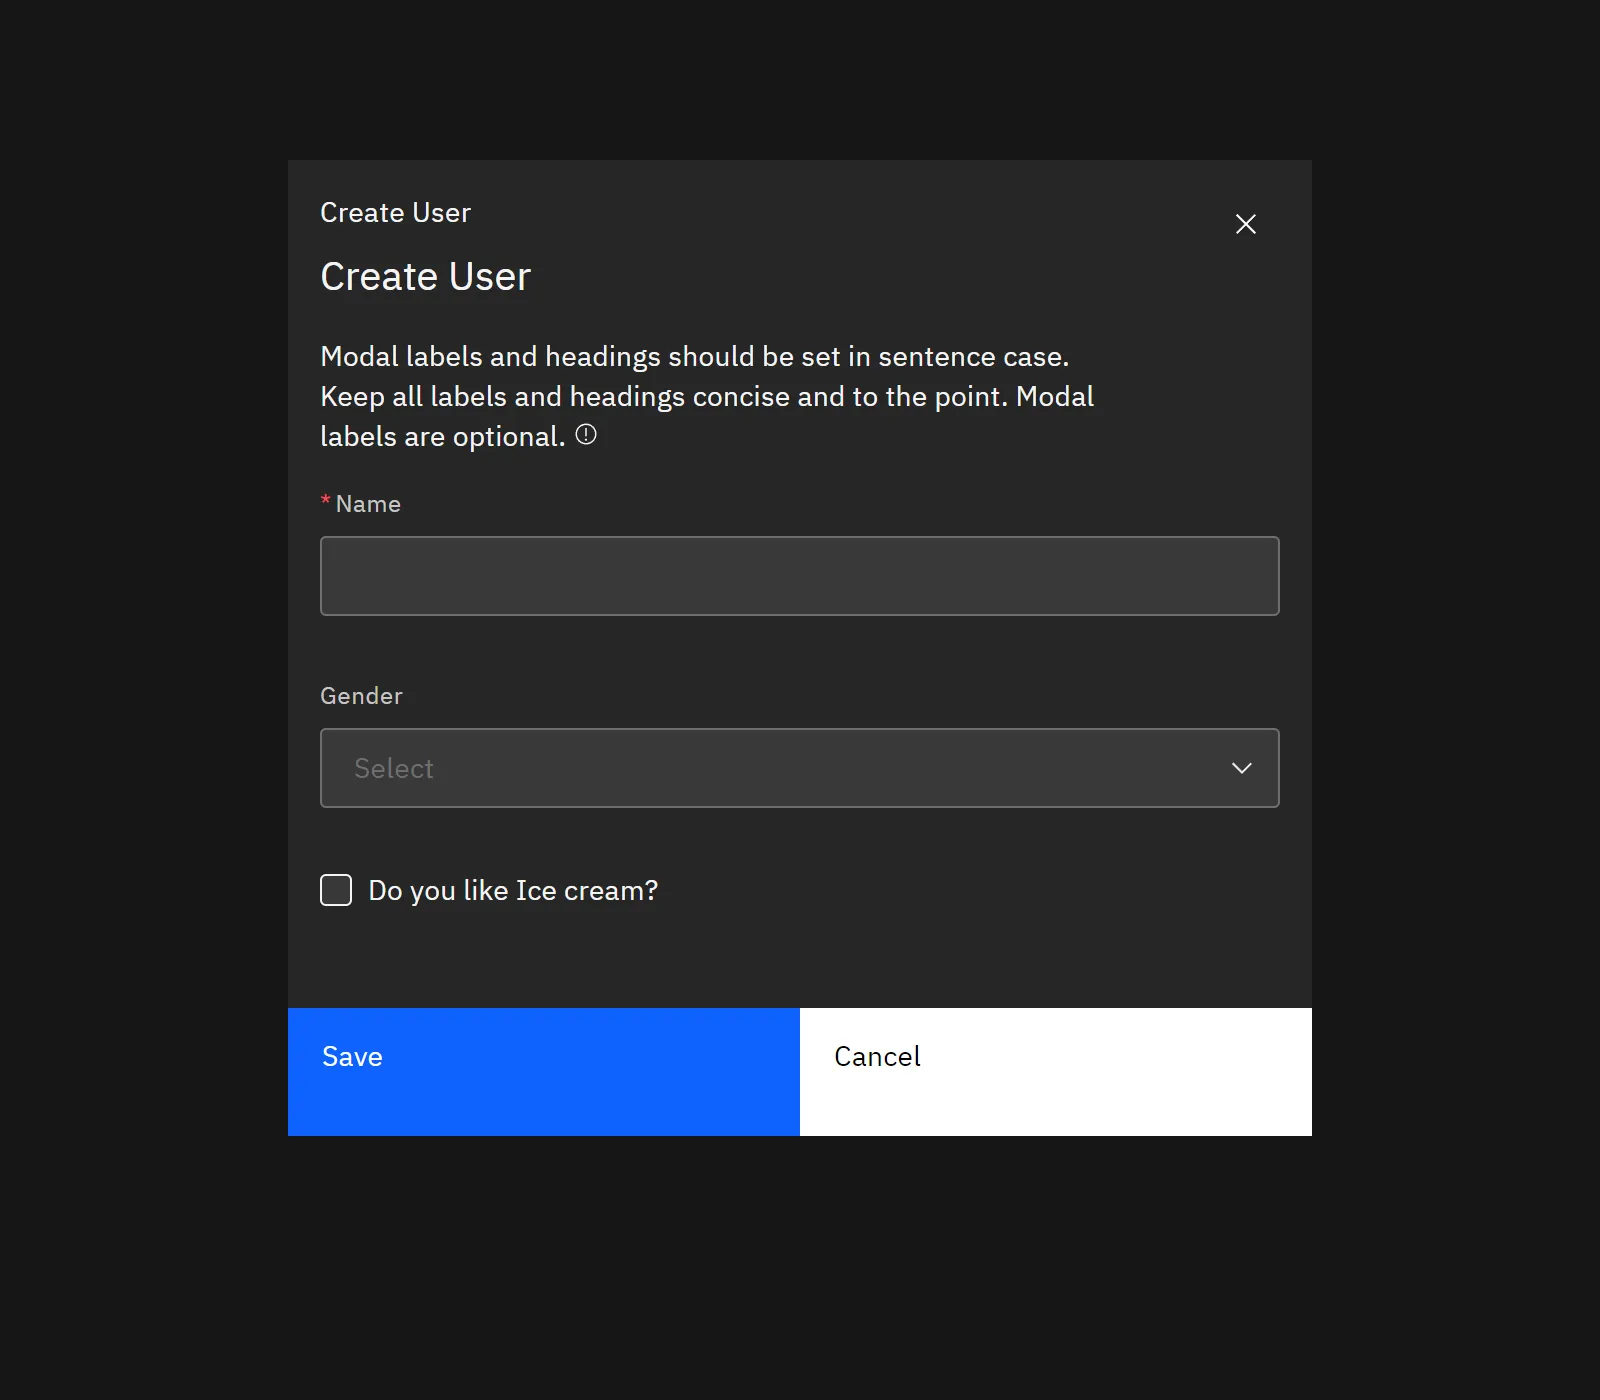 Create User
Create User
Modal labels and headings should be set in sentence case.
Keep all labels and headings concise and to the point. Modal
labels are optional.
* Name
Gender
Select
Do you like Ice cream?
Save
Cancel